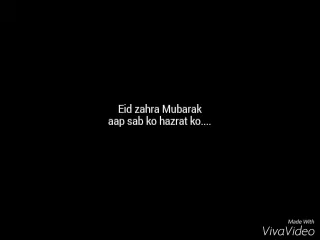 Eid zahra Mubarak
aap sab ko hazrat ko....
Made With
VivaVideo